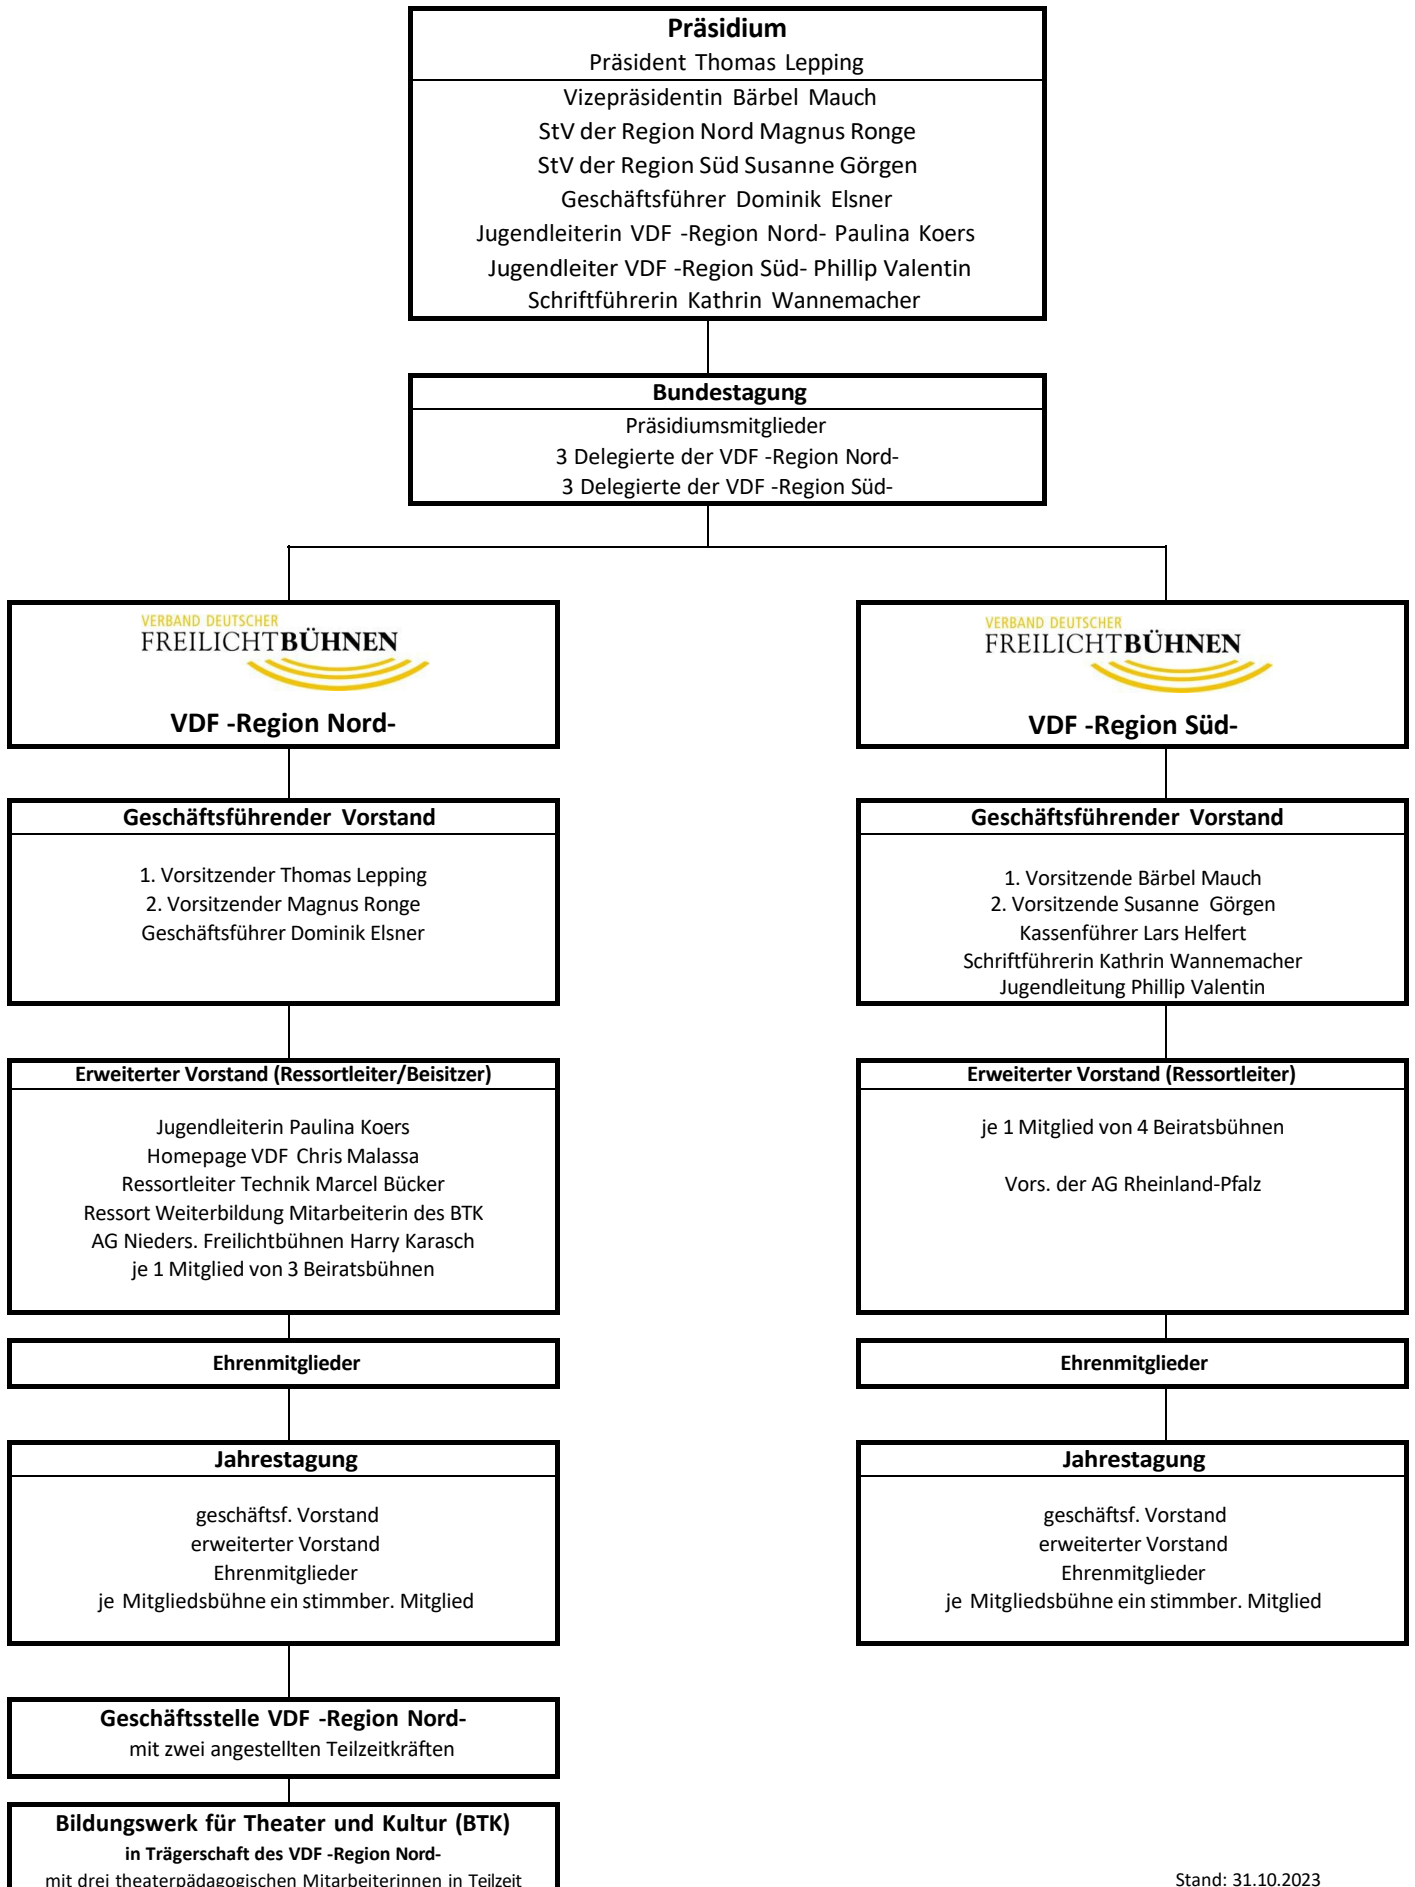 Präsidium
Präsident Thomas Lepping
Vizepräsidentin Bärbel Mauch
StV der Region Nord Magnus Ronge
StV der Region Süd Susanne Görgen
Geschäftsführer Dominik Elsner
Jugendleiterin VDF -Region Nord- Paulina Koers
Jugendleiter VDF -Region Süd- Phillip Valentin
Schriftführerin Kathrin Wannemacher
Bundestagung
Präsidiumsmitglieder
3 Delegierte der VDF -Region Nord-
3 Delegierte der VDF -Region Süd-
VERBAND DEUTSCHER
FREILICHTBÜHNEN
VDF -Region Nord-
Geschäftsführender Vorstand
1. Vorsitzender Thomas Lepping
2. Vorsitzender Magnus Ronge
Geschäftsführer Dominik Elsner
Erweiterter Vorstand (Ressortleiter/Beisitzer)
Jugendleiterin Paulina Koers
Homepage VDF Chris Malassa
Ressortleiter Technik Marcel Bücker
Ressort Weiterbildung Mitarbeiterin des BTK
AG Nieders. Freilichtbühnen Harry Karasch
je 1 Mitglied von 3 Beiratsbühnen
Ehrenmitglieder
Jahrestagung
geschäftsf. Vorstand
erweiterter Vorstand
Ehrenmitglieder
je Mitgliedsbühne ein stimmber. Mitglied
Geschäftsstelle VDF -Region Nord-
mit zwei angestellten Teilzeitkräften
Bildungswerk für Theater und Kultur (BTK)
in Trägerschaft des VDF -Region Nord-
mit drei theaterpädagogischen Mitarbeiterinnen in Teilzeit
VERBAND DEUTSCHER
FREILICHTBÜHNEN
VDF -Region Süd-
Geschäftsführender Vorstand
1. Vorsitzende Bärbel Mauch
2. Vorsitzende Susanne Görgen
Kassenführer Lars Helfert
Schriftführerin Kathrin Wannemacher
Jugendleitung Phillip Valentin
Erweiterter Vorstand (Ressortleiter)
je 1 Mitglied von 4 Beiratsbühnen
Vors. der AG Rheinland-Pfalz
Ehrenmitglieder
Jahrestagung
geschäftsf. Vorstand
erweiterter Vorstand
Ehrenmitglieder
je Mitgliedsbühne ein stimmber. Mitglied
Stand: 31.10.2023